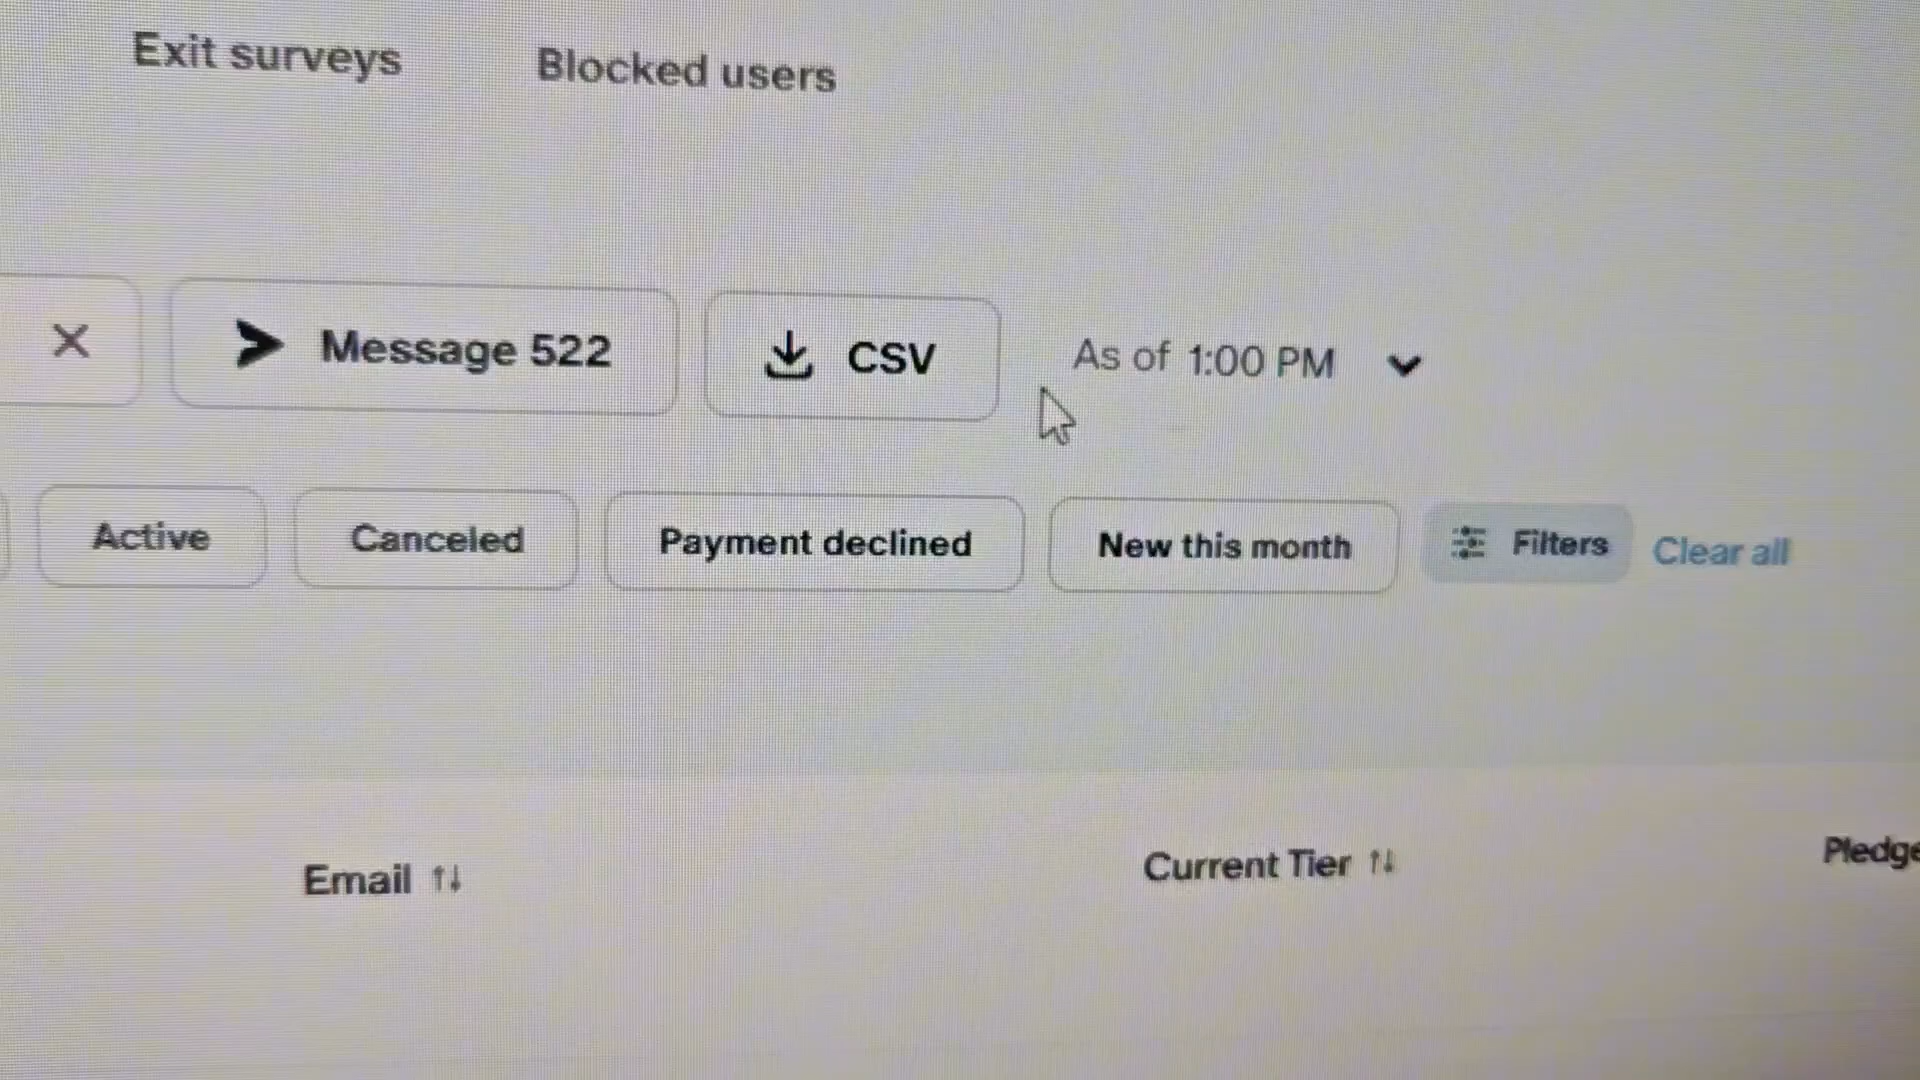 Exit surveys Blocked users
Message 522 CSV As of 1:00 PM
Active Canceled Payment declined New this month Filters Clear all
Email Current Tier Pledge